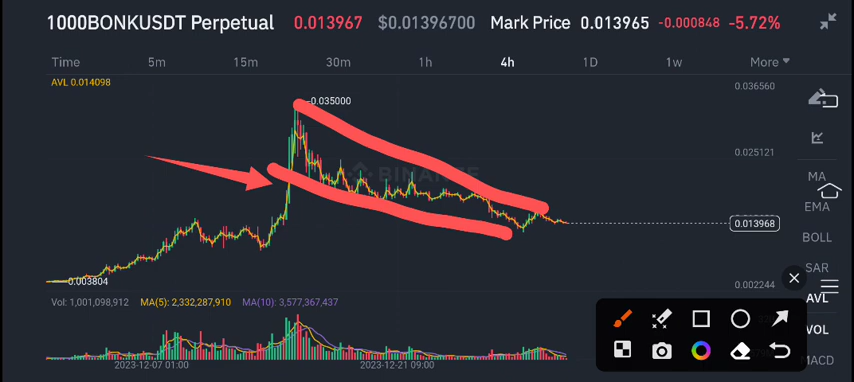 1000BONKUSDT Perpetual 0.013967 $0.01396700 Mark Price 0.013965 -0.000848 -5.72%
Time 5m 15m 30m 1h 4h 1D 1w More
AVL 0.014098
0.036560
0.035000
0.025121
BINANCE
MA
EMA
0.013968
BOLL
SAR
0.003804
0.002244
AVL
Vol: 1,001,098,912 MA(5): 2,332,287,910 MA(10): 3,577,367,437
VOL
MACD
2023-12-07 01:00 2023-12-21 09:00